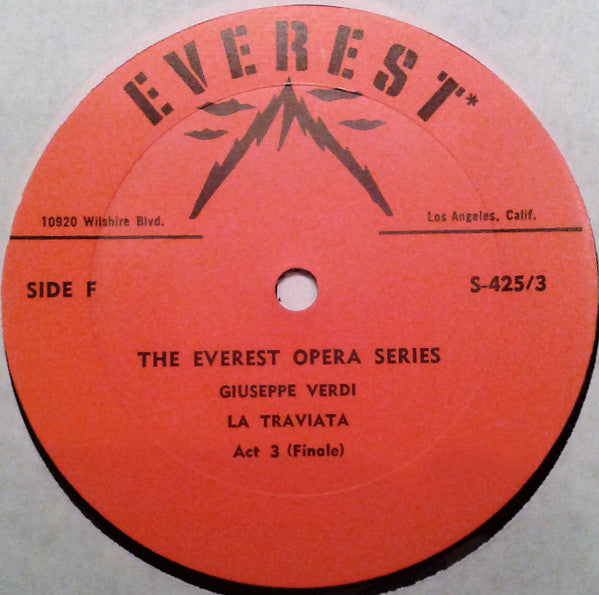 EVEREST*
10920 Wilshire Blvd.
Los Angeles, Calif.
SIDE F
S-425/3
THE EVEREST OPERA SERIES
GIUSEPPE VERDI
LA TRAVIATA
Act 3 (Finale)